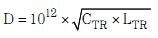 D = 10¹² × √(C_TR × L_TR)